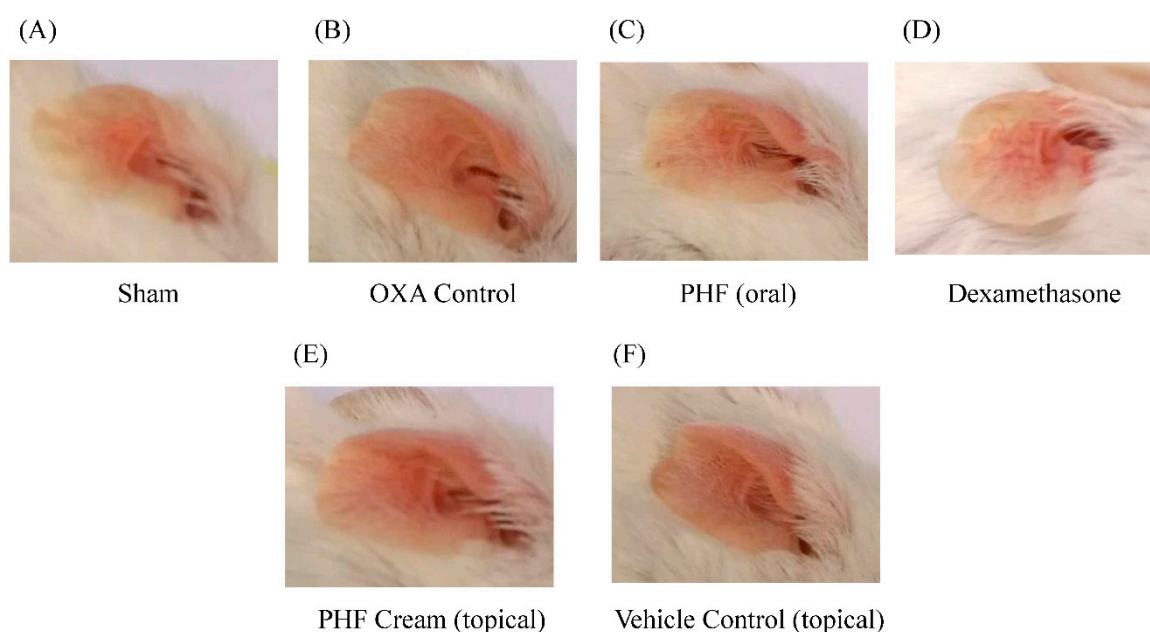 (A)
(B)
(C)
(D)
Sham
OXA Control
PHF (oral)
Dexamethasone
(E)
(F)
PHF Cream (topical)
Vehicle Control (topical)